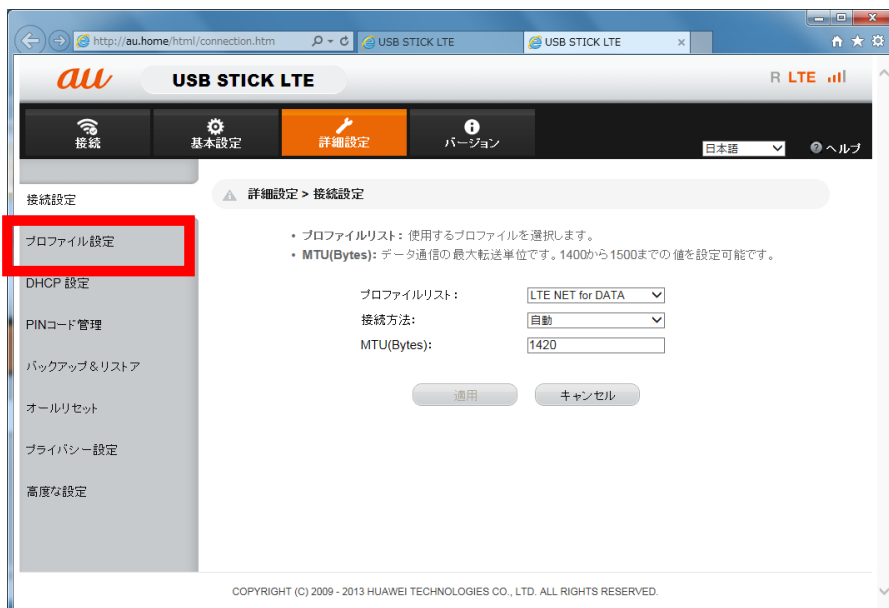 http://au.home/html/connection.htm
USB STICK LTE
USB STICK LTE
au
USB STICK LTE
R LTE
接続
基本設定
詳細設定
バージョン
日本語
ヘルプ
接続設定
プロファイル設定
DHCP 設定
PINコード管理
バックアップ&リストア
オールリセット
プライバシー設定
高度な設定
詳細設定 > 接続設定
• プロファイルリスト: 使用するプロファイルを選択します。
• MTU(Bytes): データ通信の最大転送単位です。1400から1500までの値を設定可能です。
プロファイルリスト: LTE NET for DATA
接続方法: 自動
MTU(Bytes): 1420
適用 キャンセル
COPYRIGHT (C) 2009 - 2013 HUAWEI TECHNOLOGIES CO., LTD. ALL RIGHTS RESERVED.